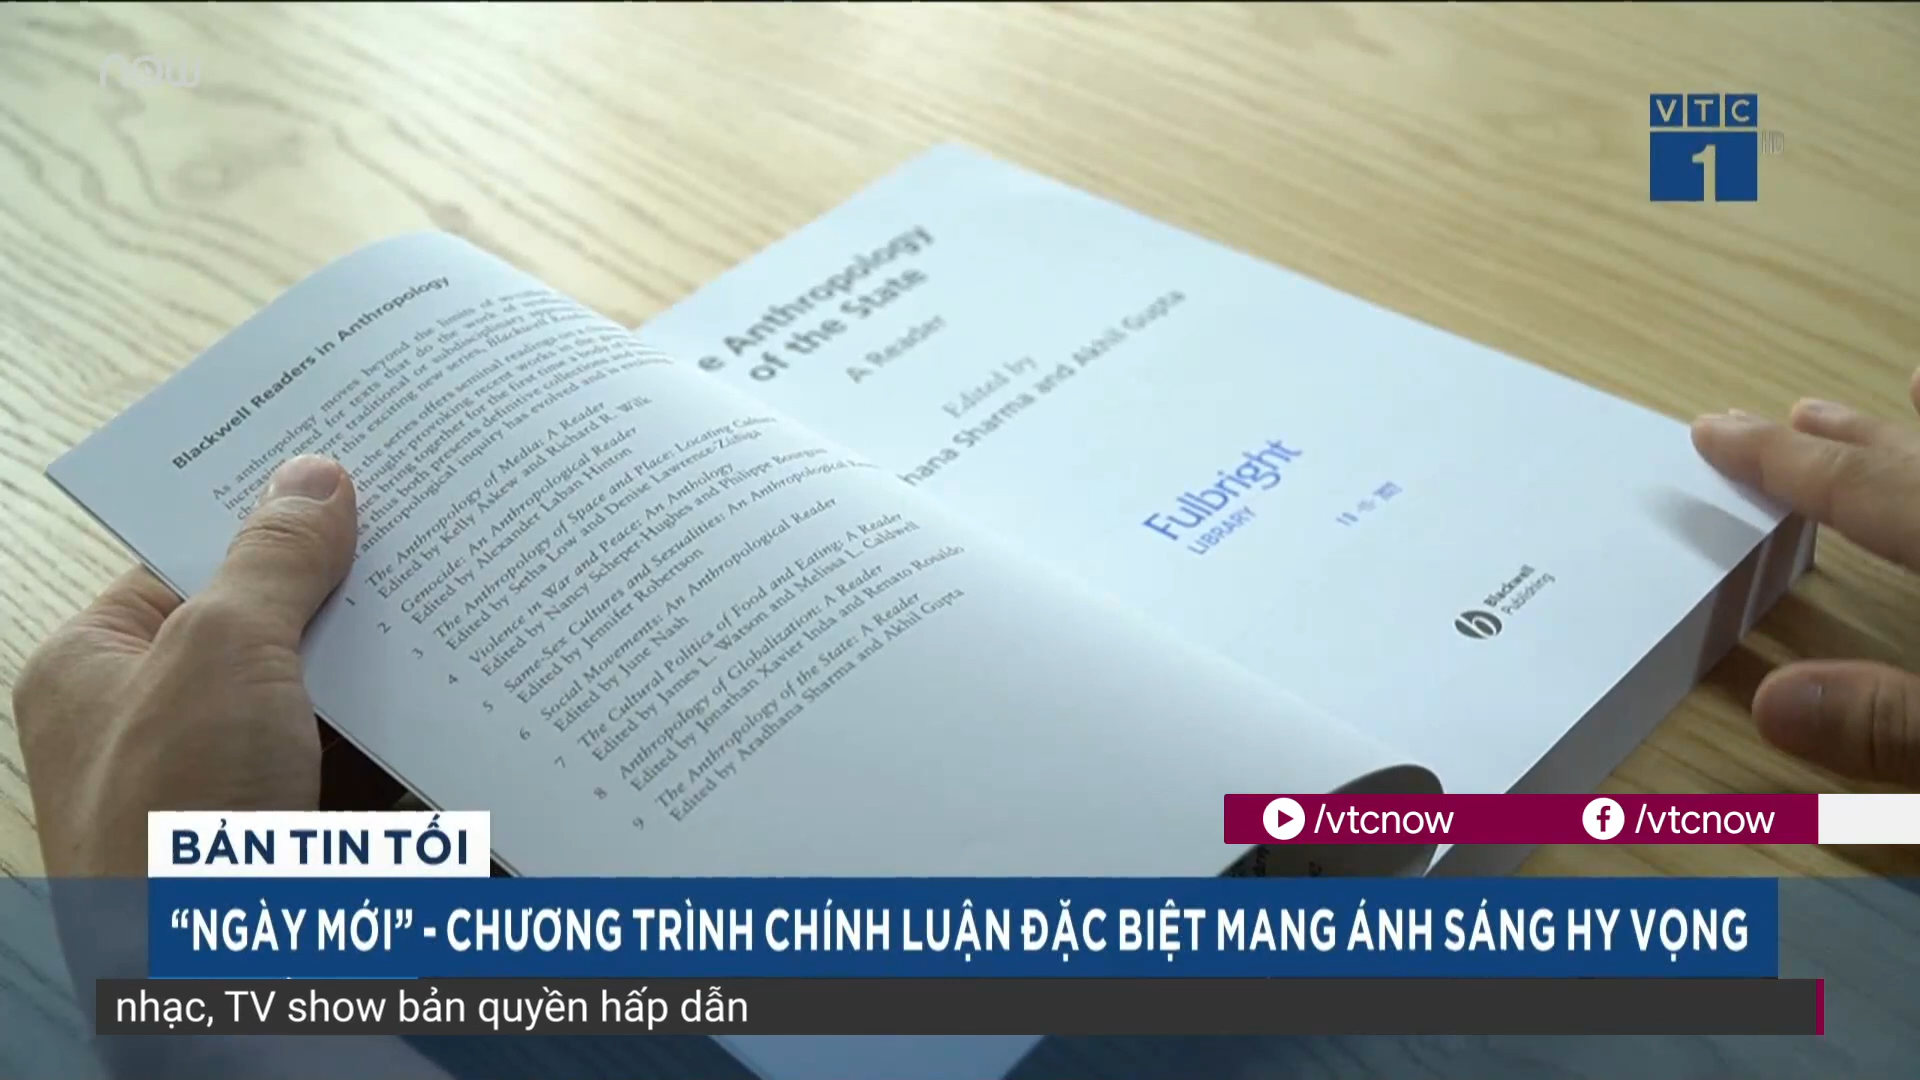 now
VTC
1
HD
Blackwell Readers in Anthropology
As anthropology moves beyond the limits of
1 The Anthropology of Media: A Reader
Edited by Kelly Askew and Richard R. Wilk
2 Genocide: An Anthropological Reader
Edited by Alexander Laban Hinton
3 The Anthropology of Space and Place: Locating
Edited by Setha Low and Denise Lawrence-Zúñiga
4 Violence in War and Peace: An Anthology
Edited by Nancy Scheper-Hughes and Philippe
5 Same-Sex Cultures and Sexualities: An Anthropological
Edited by Jennifer Robertson
6 Social Movements: An Anthropological Reader
Edited by June Nash
7 The Cultural Politics of Food and Eating: A Reader
Edited by James L. Watson and Melissa L. Caldwell
8 Anthropology of Globalization: A Reader
Edited by Jonathan Xavier Inda and Renato Rosaldo
9 The Anthropology of the State: A Reader
Edited by Aradhana Sharma and Akhil Gupta
e Anthropology
of the State
A Reader
Edited by
hana Sharma and Akhil Gupta
Fulbright
LIBRARY
Blackwell
Publishing
/vtcnow
/vtcnow
BẢN TIN TỐI
“NGÀY MỚI” - CHƯƠNG TRÌNH CHÍNH LUẬN ĐẶC BIỆT MANG ÁNH SÁNG HY VỌNG
nhạc, TV show bản quyền hấp dẫn